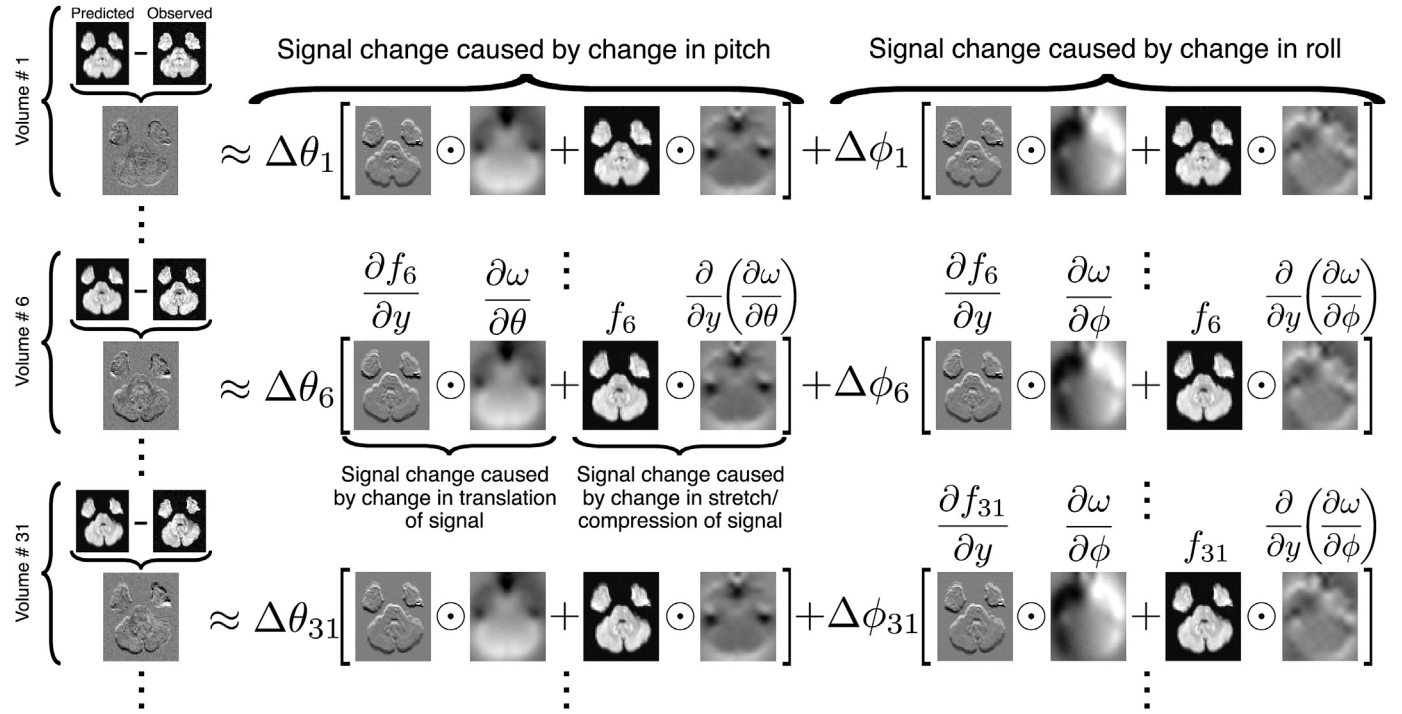 Predicted Observed
Volume # 1
Signal change caused by change in pitch
Signal change caused by change in roll
−
≈ Δθ₁ [ ⊙ + ⊙ ] +Δϕ₁ [ ⊙ + ⊙ ]
Volume # 6
−
∂f₆/∂y ∂ω/∂θ f₆ ∂/∂y(∂ω/∂θ) ∂f₆/∂y ∂ω/∂ϕ f₆ ∂/∂y(∂ω/∂ϕ)
≈ Δθ₆ [ ⊙ + ⊙ ] +Δϕ₆ [ ⊙ + ⊙ ]
Signal change caused
by change in translation
of signal
Signal change caused
by change in stretch/
compression of signal
Volume # 31
−
∂f₃₁/∂y ∂ω/∂ϕ f₃₁ ∂/∂y(∂ω/∂ϕ)
≈ Δθ₃₁ [ ⊙ + ⊙ ] +Δϕ₃₁ [ ⊙ + ⊙ ]